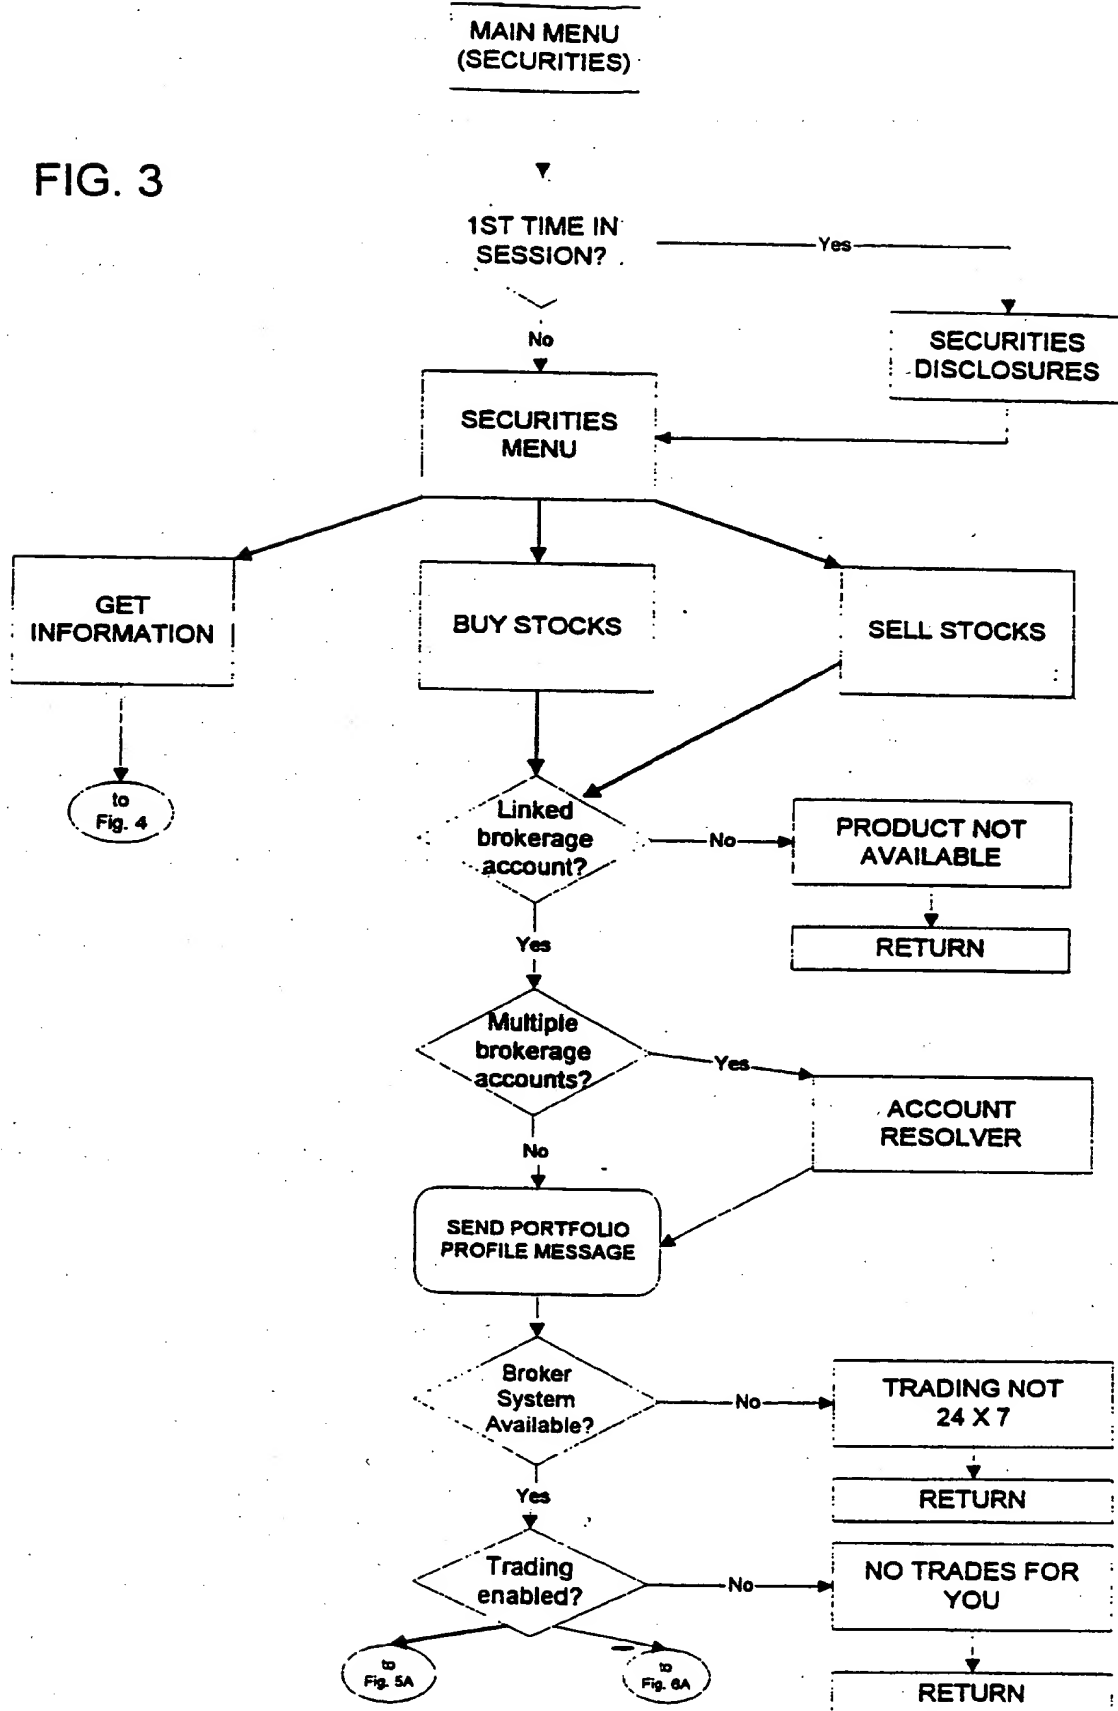 MAIN MENU
(SECURITIES)
FIG. 3
1ST TIME IN
SESSION?
Yes
No
SECURITIES
DISCLOSURES
SECURITIES
MENU
GET
INFORMATION
BUY STOCKS
SELL STOCKS
to
Fig. 4
Linked
brokerage
account?
No
PRODUCT NOT
AVAILABLE
RETURN
Yes
Multiple
brokerage
accounts?
Yes
ACCOUNT
RESOLVER
No
SEND PORTFOLIO
PROFILE MESSAGE
Broker
System
Available?
No
TRADING NOT
24 X 7
RETURN
Yes
Trading
enabled?
No
NO TRADES FOR
YOU
RETURN
to
Fig. 5A
to
Fig. 6A